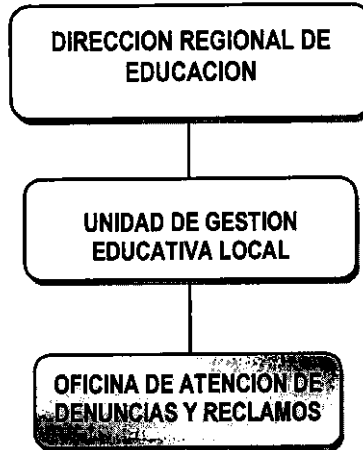 DIRECCION REGIONAL DE
EDUCACION
UNIDAD DE GESTION
EDUCATIVA LOCAL
OFICINA DE ATENCION DE
DENUNCIAS Y RECLAMOS